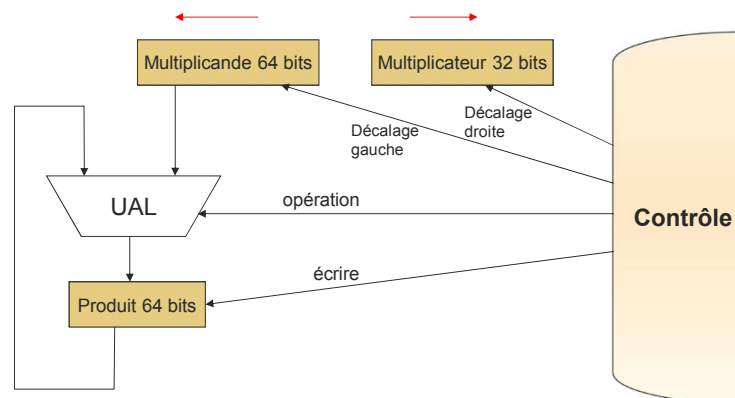 Multiplicande 64 bits
Multiplicateur 32 bits
Décalage
gauche
Décalage
droite
UAL
opération
Contrôle
écrire
Produit 64 bits